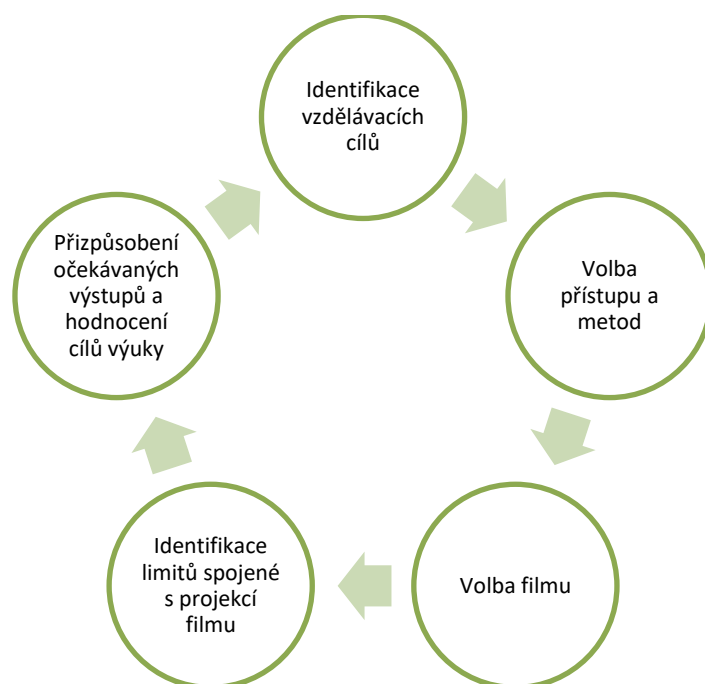 Identifikace
vzdělávacích
cílů
Volba
přístupu a
metod
Volba filmu
Identifikace
limitů spojené
s projekcí
filmu
Přizpůsobení
očekávaných
výstupů a
hodnocení
cílů výuky